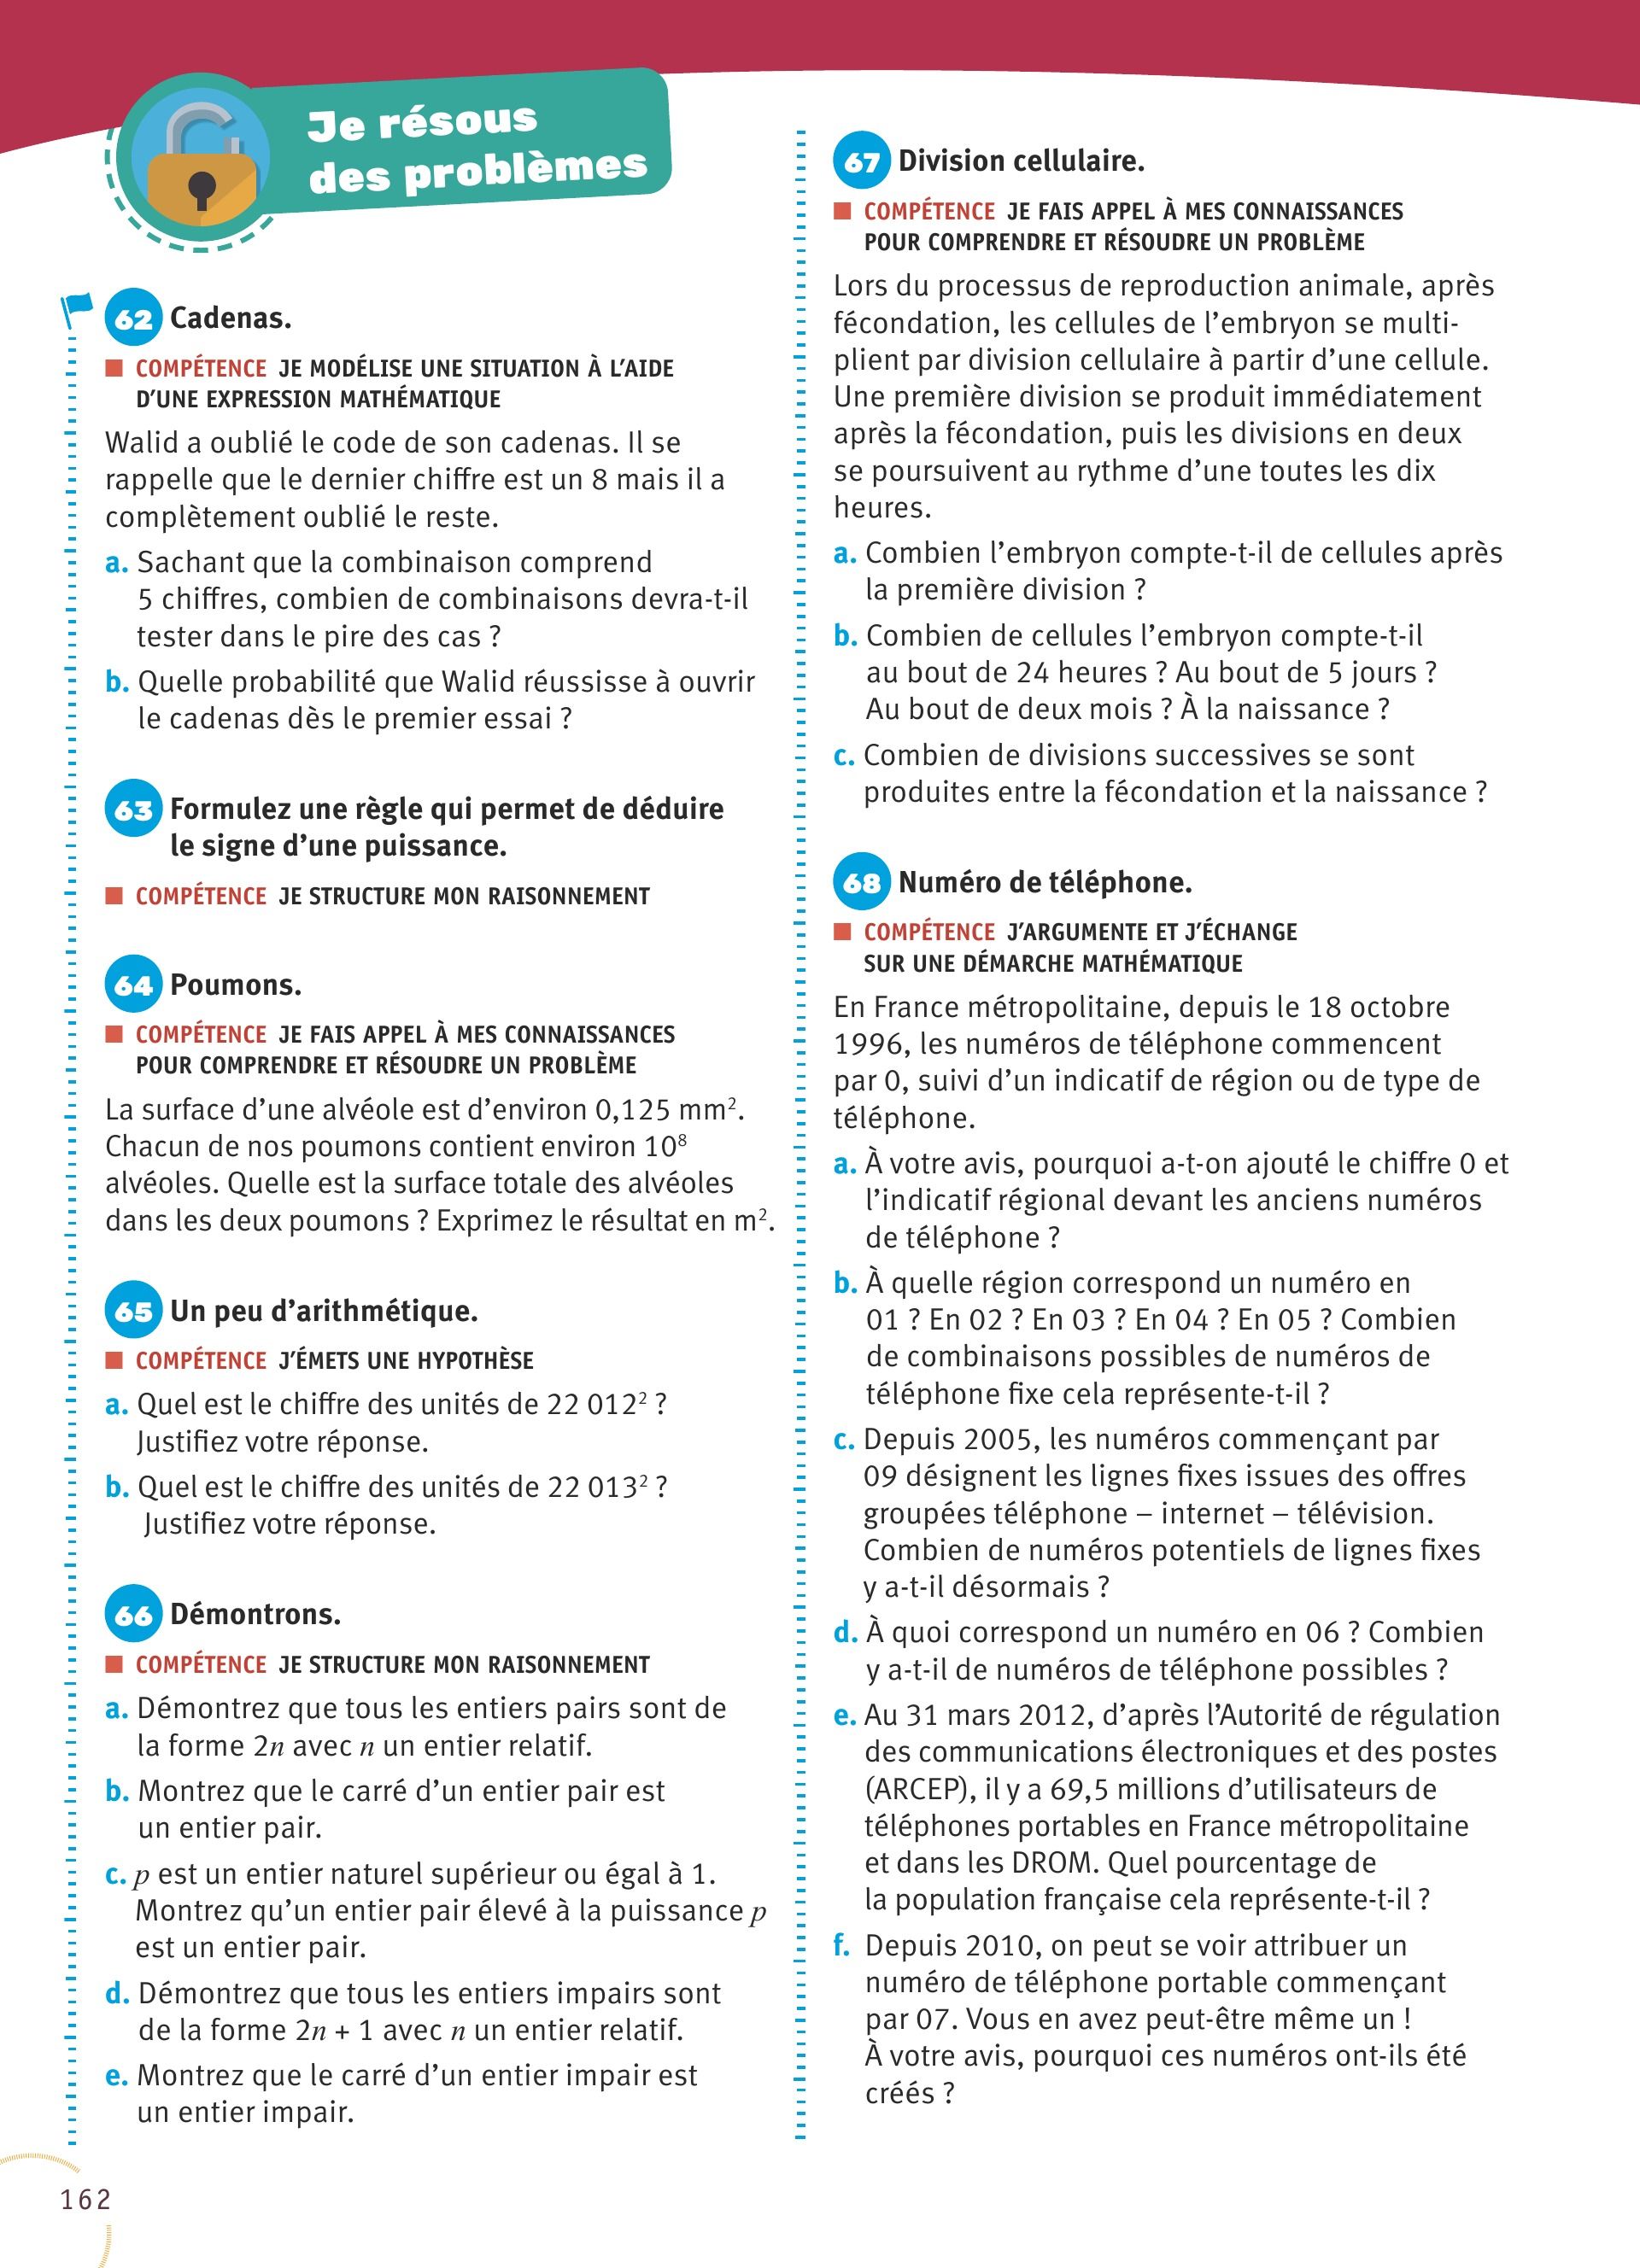 Je résous
des problèmes
62 Cadenas.
COMPÉTENCE JE MODÉLISE UNE SITUATION À L’AIDE
D’UNE EXPRESSION MATHÉMATIQUE
Walid a oublié le code de son cadenas. Il se
rappelle que le dernier chiffre est un 8 mais il a
complètement oublié le reste.
a. Sachant que la combinaison comprend
5 chiffres, combien de combinaisons devra-t-il
tester dans le pire des cas ?
b. Quelle probabilité que Walid réussisse à ouvrir
le cadenas dès le premier essai ?
63 Formulez une règle qui permet de déduire
le signe d’une puissance.
COMPÉTENCE JE STRUCTURE MON RAISONNEMENT
64 Poumons.
COMPÉTENCE JE FAIS APPEL À MES CONNAISSANCES
POUR COMPRENDRE ET RÉSOUDRE UN PROBLÈME
La surface d’une alvéole est d’environ 0,125 mm².
Chacun de nos poumons contient environ 10⁸
alvéoles. Quelle est la surface totale des alvéoles
dans les deux poumons ? Exprimez le résultat en m².
65 Un peu d’arithmétique.
COMPÉTENCE J’ÉMETS UNE HYPOTHÈSE
a. Quel est le chiffre des unités de 22 012² ?
Justifiez votre réponse.
b. Quel est le chiffre des unités de 22 013² ?
Justifiez votre réponse.
66 Démontrons.
COMPÉTENCE JE STRUCTURE MON RAISONNEMENT
a. Démontrez que tous les entiers pairs sont de
la forme 2n avec n un entier relatif.
b. Montrez que le carré d’un entier pair est
un entier pair.
c. p est un entier naturel supérieur ou égal à 1.
Montrez qu’un entier pair élevé à la puissance p
est un entier pair.
d. Démontrez que tous les entiers impairs sont
de la forme 2n + 1 avec n un entier relatif.
e. Montrez que le carré d’un entier impair est
un entier impair.
67 Division cellulaire.
COMPÉTENCE JE FAIS APPEL À MES CONNAISSANCES
POUR COMPRENDRE ET RÉSOUDRE UN PROBLÈME
Lors du processus de reproduction animale, après
fécondation, les cellules de l’embryon se multi-
plient par division cellulaire à partir d’une cellule.
Une première division se produit immédiatement
après la fécondation, puis les divisions en deux
se poursuivent au rythme d’une toutes les dix
heures.
a. Combien l’embryon compte-t-il de cellules après
la première division ?
b. Combien de cellules l’embryon compte-t-il
au bout de 24 heures ? Au bout de 5 jours ?
Au bout de deux mois ? À la naissance ?
c. Combien de divisions successives se sont
produites entre la fécondation et la naissance ?
68 Numéro de téléphone.
COMPÉTENCE J’ARGUMENTE ET J’ÉCHANGE
SUR UNE DÉMARCHE MATHÉMATIQUE
En France métropolitaine, depuis le 18 octobre
1996, les numéros de téléphone commencent
par 0, suivi d’un indicatif de région ou de type de
téléphone.
a. À votre avis, pourquoi a-t-on ajouté le chiffre 0 et
l’indicatif régional devant les anciens numéros
de téléphone ?
b. À quelle région correspond un numéro en
01 ? En 02 ? En 03 ? En 04 ? En 05 ? Combien
de combinaisons possibles de numéros de
téléphone fixe cela représente-t-il ?
c. Depuis 2005, les numéros commençant par
09 désignent les lignes fixes issues des offres
groupées téléphone – internet – télévision.
Combien de numéros potentiels de lignes fixes
y a-t-il désormais ?
d. À quoi correspond un numéro en 06 ? Combien
y a-t-il de numéros de téléphone possibles ?
e. Au 31 mars 2012, d’après l’Autorité de régulation
des communications électroniques et des postes
(ARCEP), il y a 69,5 millions d’utilisateurs de
téléphones portables en France métropolitaine
et dans les DROM. Quel pourcentage de
la population française cela représente-t-il ?
f. Depuis 2010, on peut se voir attribuer un
numéro de téléphone portable commençant
par 07. Vous en avez peut-être même un !
À votre avis, pourquoi ces numéros ont-ils été
créés ?
162